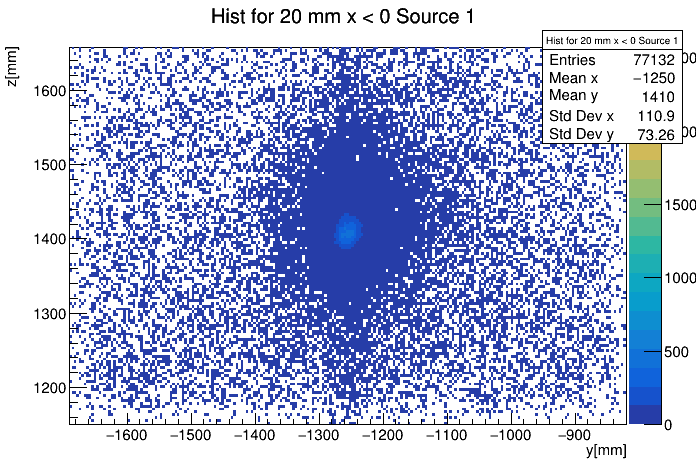 Hist for 20 mm x < 0 Source 1
Hist for 20 mm x < 0 Source 1
Entries 77132
Mean x −1250
Mean y 1410
Std Dev x 110.9
Std Dev y 73.26
z[mm]
1600
1500
1400
1300
1200
−1600 −1500 −1400 −1300 −1200 −1100 −1000 −900
y[mm]
1500
1000
500
0